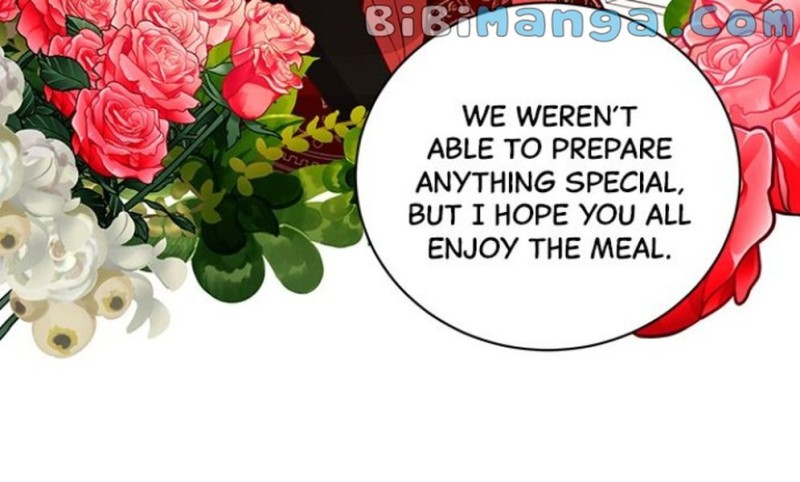 BiBiManga.Com
WE WEREN'T
ABLE TO PREPARE
ANYTHING SPECIAL,
BUT I HOPE YOU ALL
ENJOY THE MEAL.